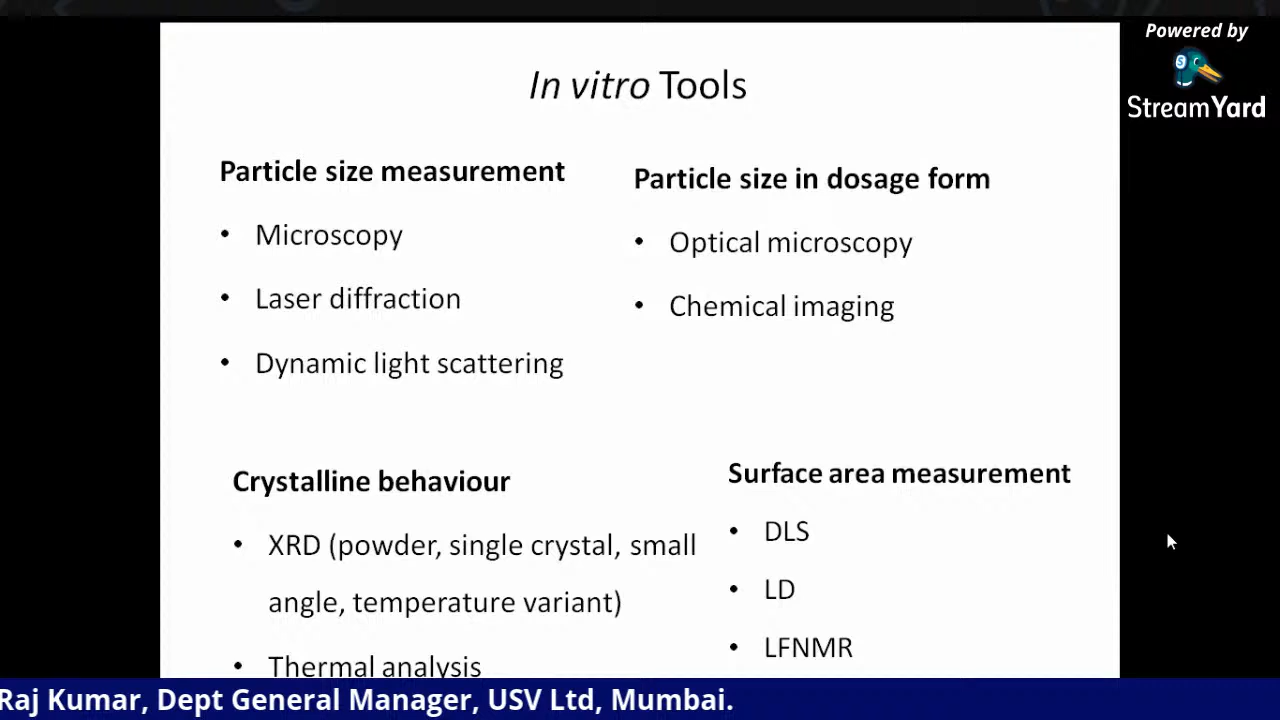 Powered by
StreamYard
In vitro Tools
Particle size measurement
• Microscopy
• Laser diffraction
• Dynamic light scattering
Particle size in dosage form
• Optical microscopy
• Chemical imaging
Crystalline behaviour
• XRD (powder, single crystal, small
angle, temperature variant)
• Thermal analysis
Surface area measurement
• DLS
• LD
• LFNMR
Raj Kumar, Dept General Manager, USV Ltd, Mumbai.